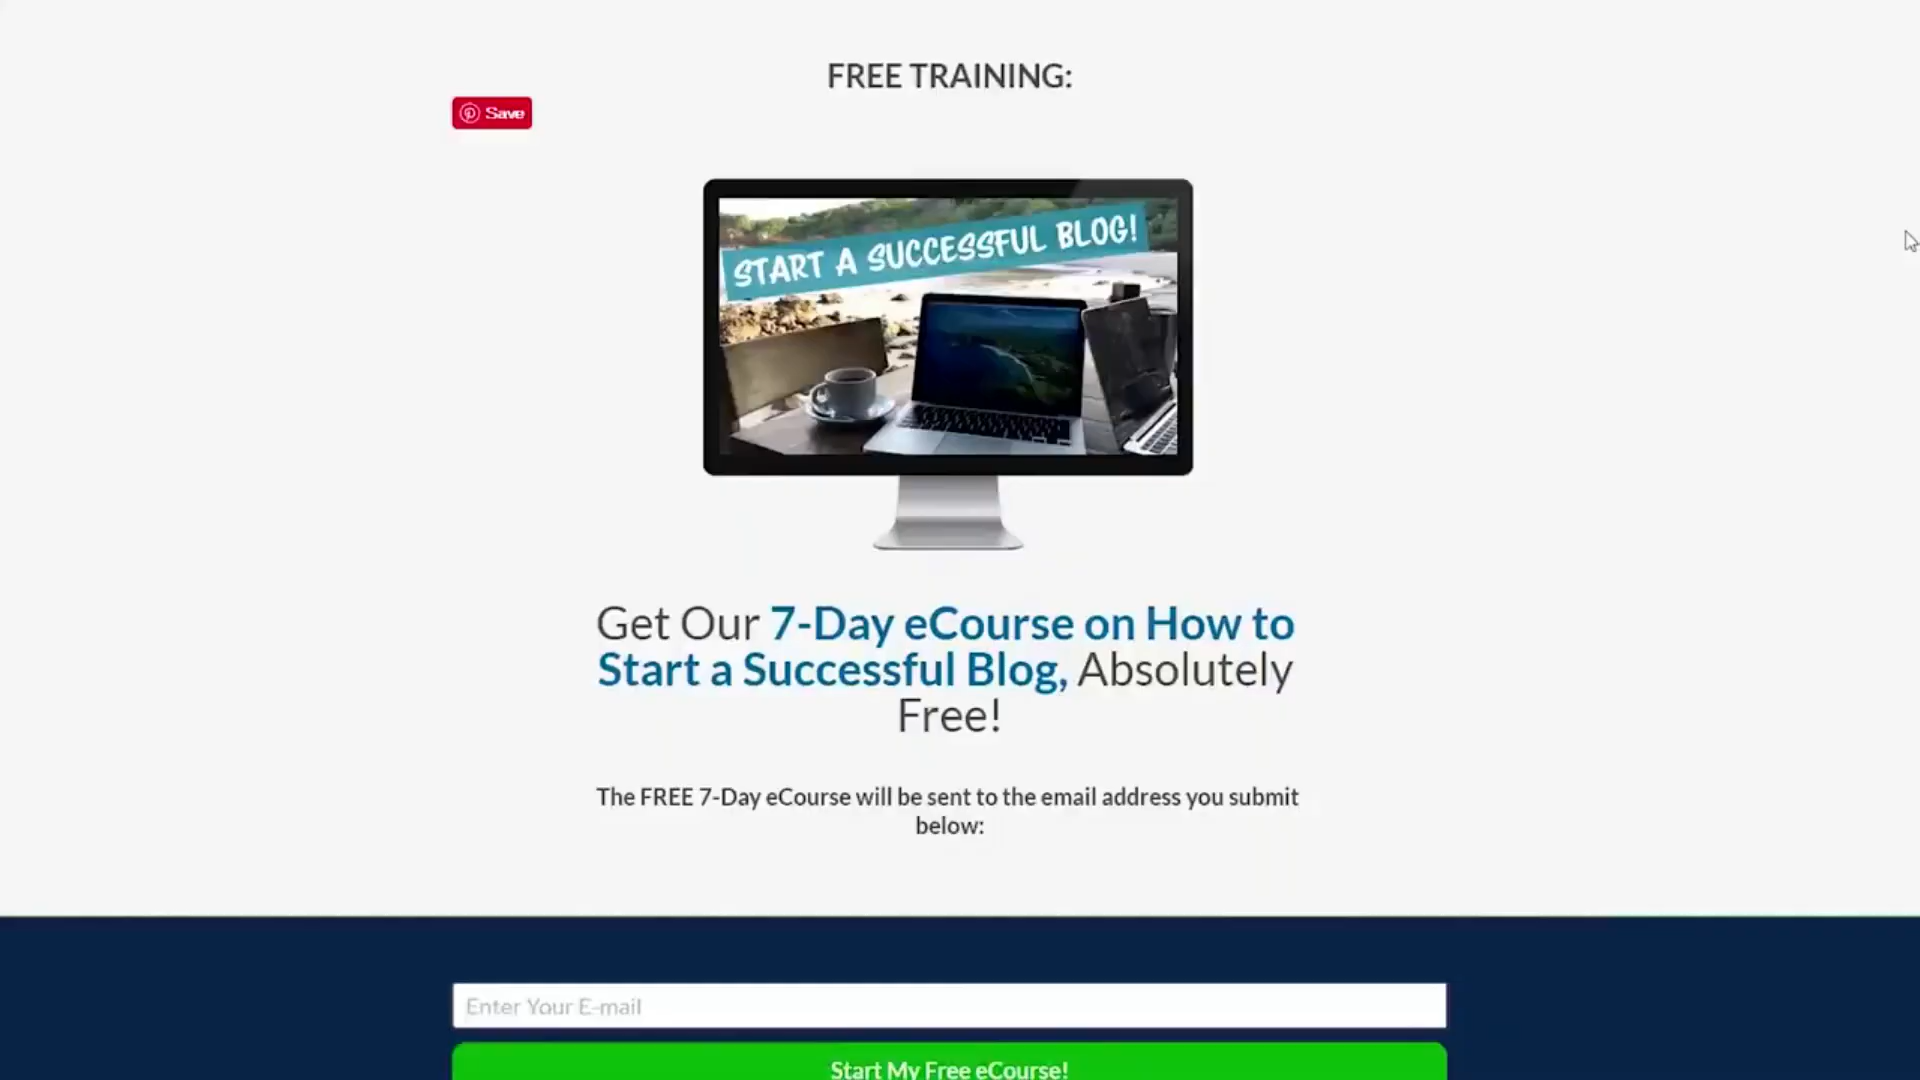 FREE TRAINING:
Save
START A SUCCESSFUL BLOG!
Get Our 7-Day eCourse on How to
Start a Successful Blog, Absolutely
Free!
The FREE 7-Day eCourse will be sent to the email address you submit
below:
Enter Your E-mail
Start My Free eCourse!